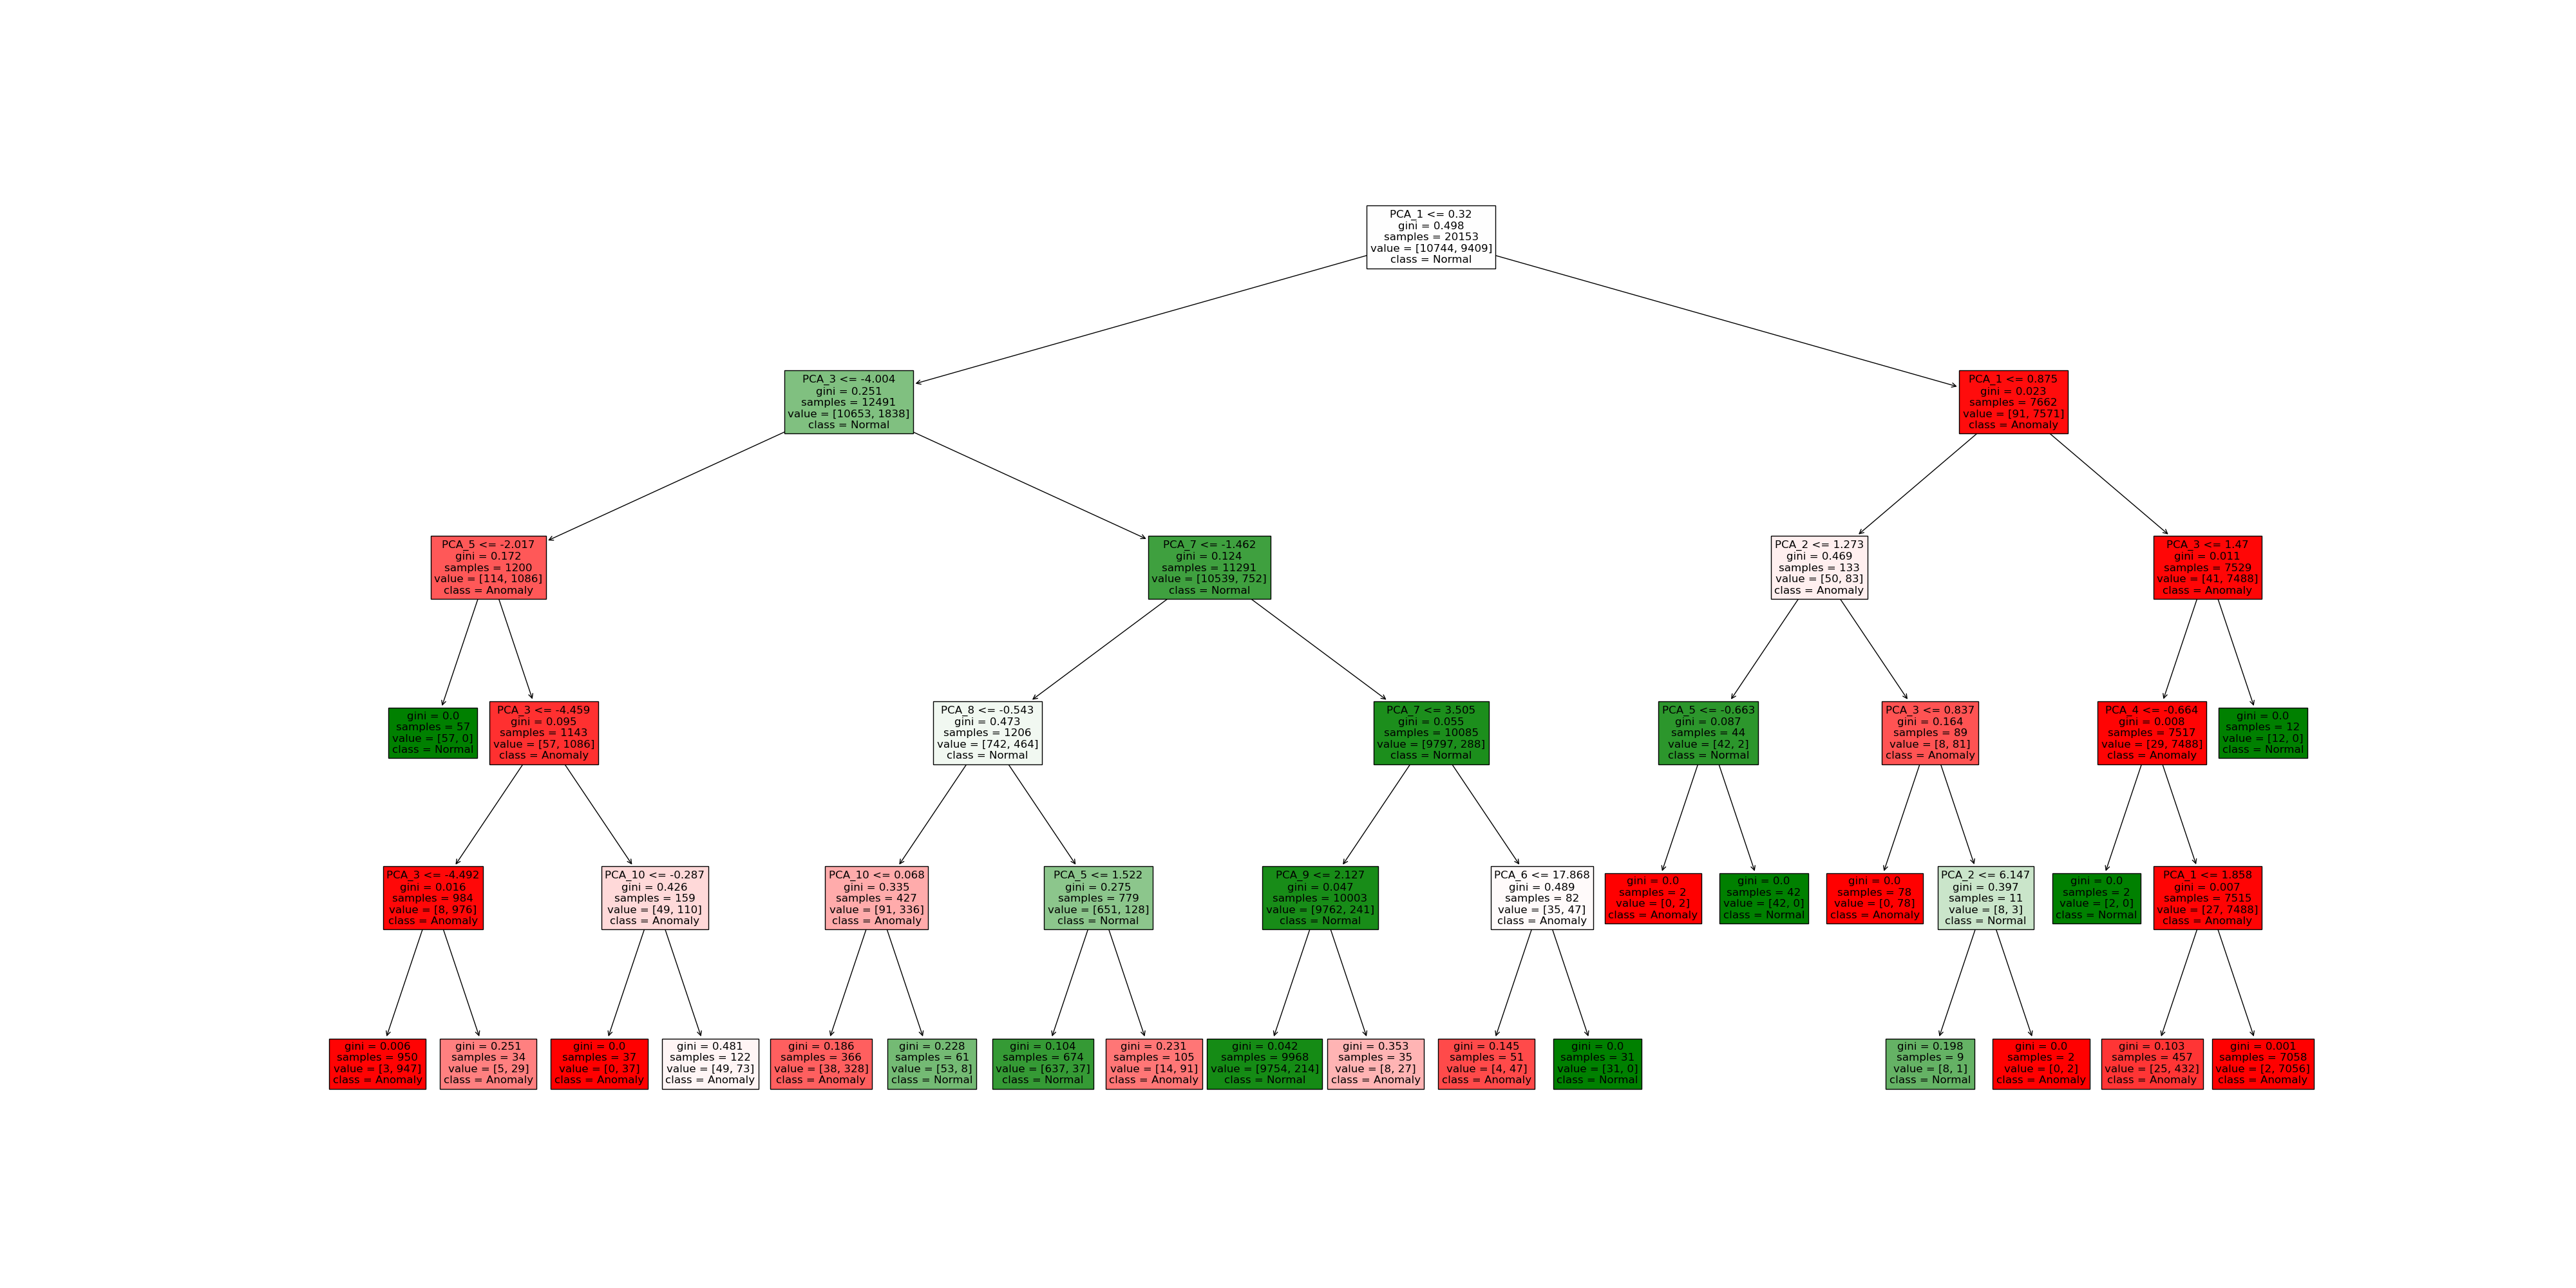 PCA_1 <= 0.32
gini = 0.498
samples = 20153
value = [10744, 9409]
class = Normal
PCA_3 <= -4.004
gini = 0.251
samples = 12491
value = [10653, 1838]
class = Normal
PCA_1 <= 0.875
gini = 0.023
samples = 7662
value = [91, 7571]
class = Anomaly
PCA_5 <= -2.017
gini = 0.172
samples = 1200
value = [114, 1086]
class = Anomaly
PCA_7 <= -1.462
gini = 0.124
samples = 11291
value = [10539, 752]
class = Normal
PCA_2 <= 1.273
gini = 0.469
samples = 133
value = [50, 83]
class = Anomaly
PCA_3 <= 1.47
gini = 0.011
samples = 7529
value = [41, 7488]
class = Anomaly
gini = 0.0
samples = 57
value = [57, 0]
class = Normal
PCA_3 <= -4.459
gini = 0.095
samples = 1143
value = [57, 1086]
class = Anomaly
PCA_8 <= -0.543
gini = 0.473
samples = 1206
value = [742, 464]
class = Normal
PCA_7 <= 3.505
gini = 0.055
samples = 10085
value = [9797, 288]
class = Normal
PCA_5 <= -0.663
gini = 0.087
samples = 44
value = [42, 2]
class = Normal
PCA_3 <= 0.837
gini = 0.164
samples = 89
value = [8, 81]
class = Anomaly
PCA_4 <= -0.664
gini = 0.008
samples = 7517
value = [29, 7488]
class = Anomaly
gini = 0.0
samples = 12
value = [12, 0]
class = Normal
PCA_3 <= -4.492
gini = 0.016
samples = 984
value = [8, 976]
class = Anomaly
PCA_10 <= -0.287
gini = 0.426
samples = 159
value = [49, 110]
class = Anomaly
PCA_10 <= 0.068
gini = 0.335
samples = 427
value = [91, 336]
class = Anomaly
PCA_5 <= 1.522
gini = 0.275
samples = 779
value = [651, 128]
class = Normal
PCA_9 <= 2.127
gini = 0.047
samples = 10003
value = [9762, 241]
class = Normal
PCA_6 <= 17.868
gini = 0.489
samples = 82
value = [35, 47]
class = Anomaly
gini = 0.0
samples = 2
value = [0, 2]
class = Anomaly
gini = 0.0
samples = 42
value = [42, 0]
class = Normal
gini = 0.0
samples = 78
value = [0, 78]
class = Anomaly
PCA_2 <= 6.147
gini = 0.397
samples = 11
value = [8, 3]
class = Normal
gini = 0.0
samples = 2
value = [2, 0]
class = Normal
PCA_1 <= 1.858
gini = 0.007
samples = 7515
value = [27, 7488]
class = Anomaly
gini = 0.006
samples = 950
value = [3, 947]
class = Anomaly
gini = 0.251
samples = 34
value = [5, 29]
class = Anomaly
gini = 0.0
samples = 37
value = [0, 37]
class = Anomaly
gini = 0.481
samples = 122
value = [49, 73]
class = Anomaly
gini = 0.186
samples = 366
value = [38, 328]
class = Anomaly
gini = 0.228
samples = 61
value = [53, 8]
class = Normal
gini = 0.104
samples = 674
value = [637, 37]
class = Normal
gini = 0.231
samples = 105
value = [14, 91]
class = Anomaly
gini = 0.042
samples = 9968
value = [9754, 214]
class = Normal
gini = 0.353
samples = 35
value = [8, 27]
class = Anomaly
gini = 0.145
samples = 51
value = [4, 47]
class = Anomaly
gini = 0.0
samples = 31
value = [31, 0]
class = Normal
gini = 0.198
samples = 9
value = [8, 1]
class = Normal
gini = 0.0
samples = 2
value = [0, 2]
class = Anomaly
gini = 0.103
samples = 457
value = [25, 432]
class = Anomaly
gini = 0.001
samples = 7058
value = [2, 7056]
class = Anomaly